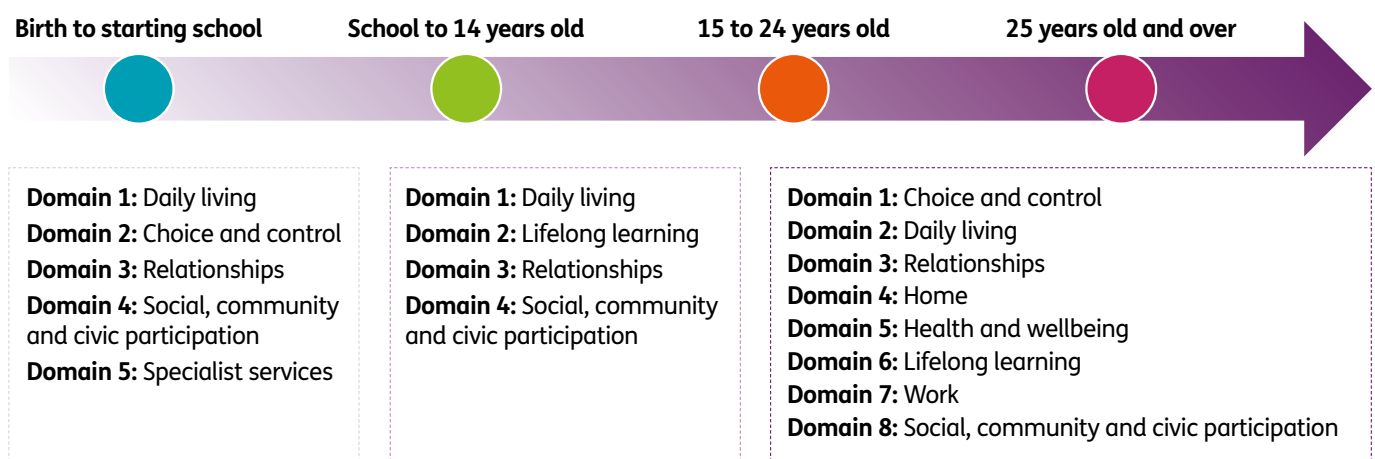 Birth to starting school
School to 14 years old
15 to 24 years old
25 years old and over
Domain 1: Daily living
Domain 2: Choice and control
Domain 3: Relationships
Domain 4: Social, community
and civic participation
Domain 5: Specialist services
Domain 1: Daily living
Domain 2: Lifelong learning
Domain 3: Relationships
Domain 4: Social, community
and civic participation
Domain 1: Choice and control
Domain 2: Daily living
Domain 3: Relationships
Domain 4: Home
Domain 5: Health and wellbeing
Domain 6: Lifelong learning
Domain 7: Work
Domain 8: Social, community and civic participation